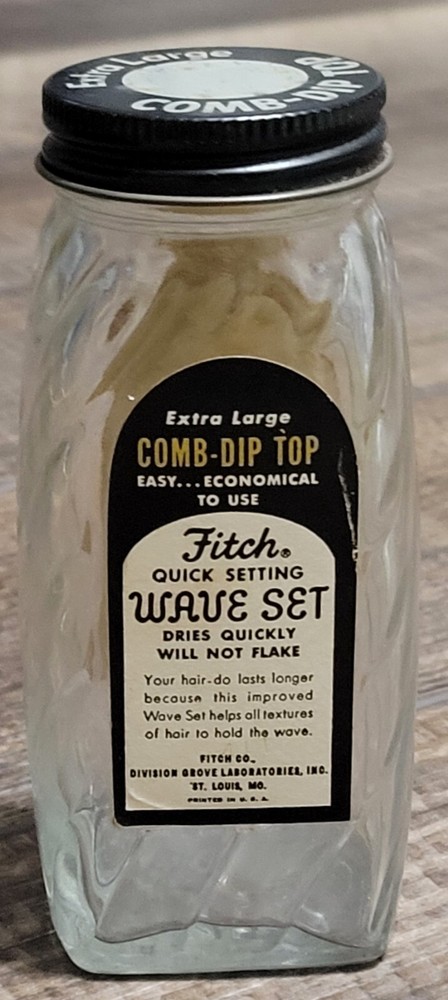 Extra Large
COMB-DIP TOP
Extra Large
COMB-DIP TOP
EASY...ECONOMICAL
TO USE
Fitch®
QUICK SETTING
WAVE SET
DRIES QUICKLY
WILL NOT FLAKE
Your hair-do lasts longer
because this improved
Wave Set helps all textures
of hair to hold the wave.
FITCH CO.,
DIVISION GROVE LABORATORIES, INC.
ST. LOUIS, MO.
PRINTED IN U. S. A.